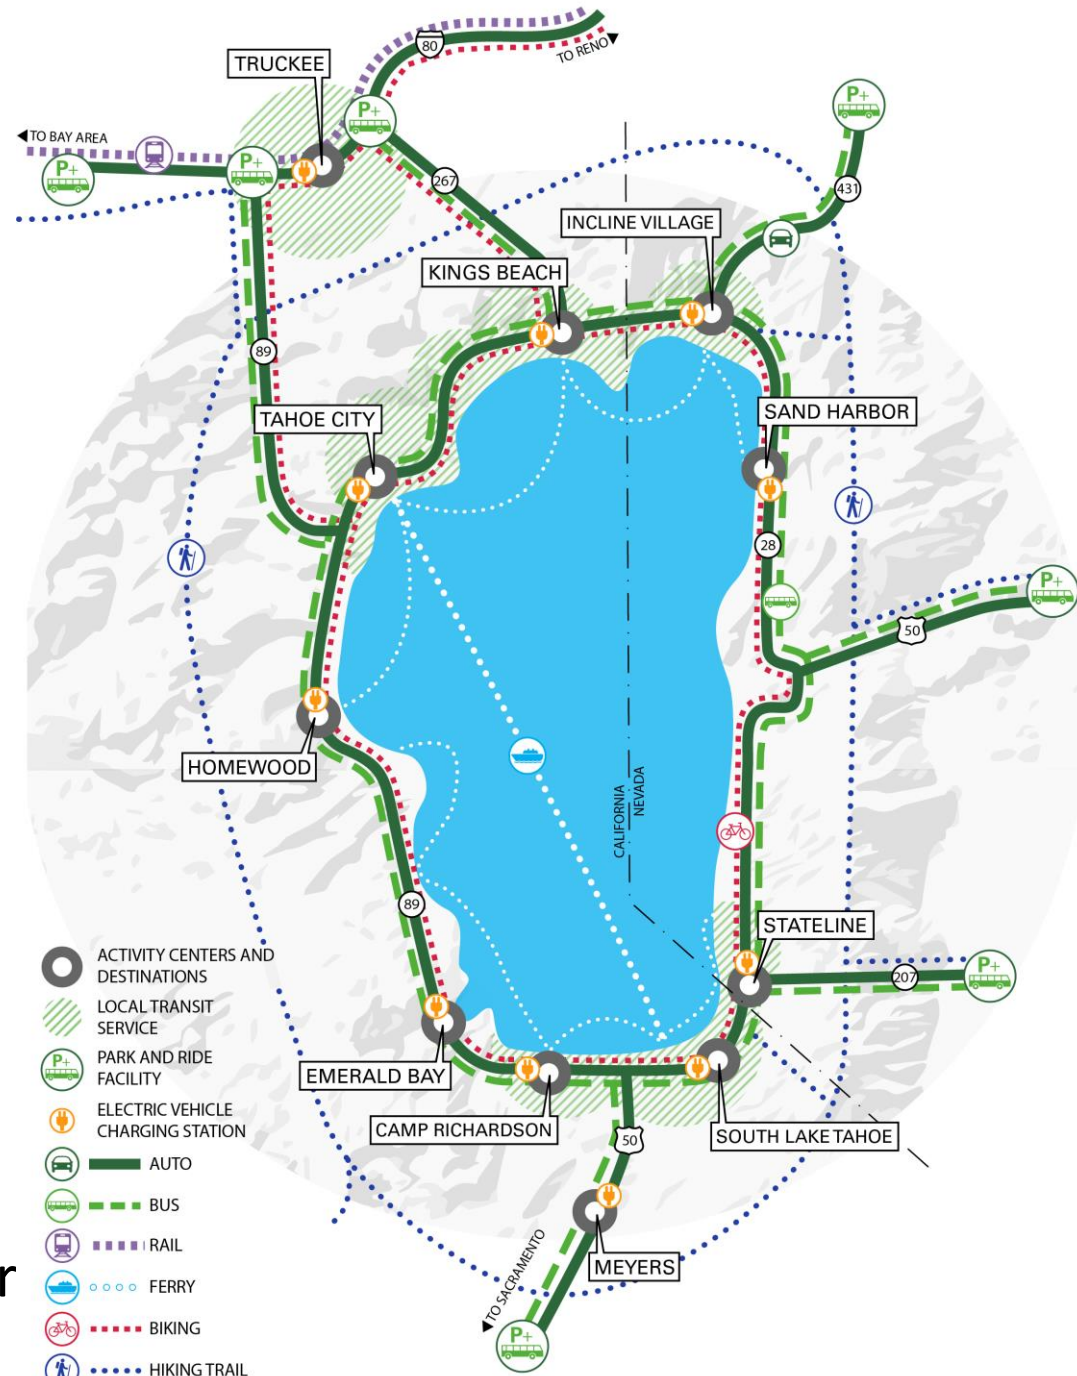 80
TO RENO
TRUCKEE
P+
P+
TO BAY AREA
P+
P+
267
431
INCLINE VILLAGE
KINGS BEACH
89
TAHOE CITY
SAND HARBOR
28
P+
50
HOMEWOOD
CALIFORNIA
NEVADA
89
STATELINE
P+
207
EMERALD BAY
CAMP RICHARDSON
SOUTH LAKE TAHOE
50
MEYERS
TO SACRAMENTO
P+
ACTIVITY CENTERS AND
DESTINATIONS
LOCAL TRANSIT
SERVICE
P+
PARK AND RIDE
FACILITY
ELECTRIC VEHICLE
CHARGING STATION
AUTO
BUS
RAIL
r
FERRY
BIKING
HIKING TRAIL